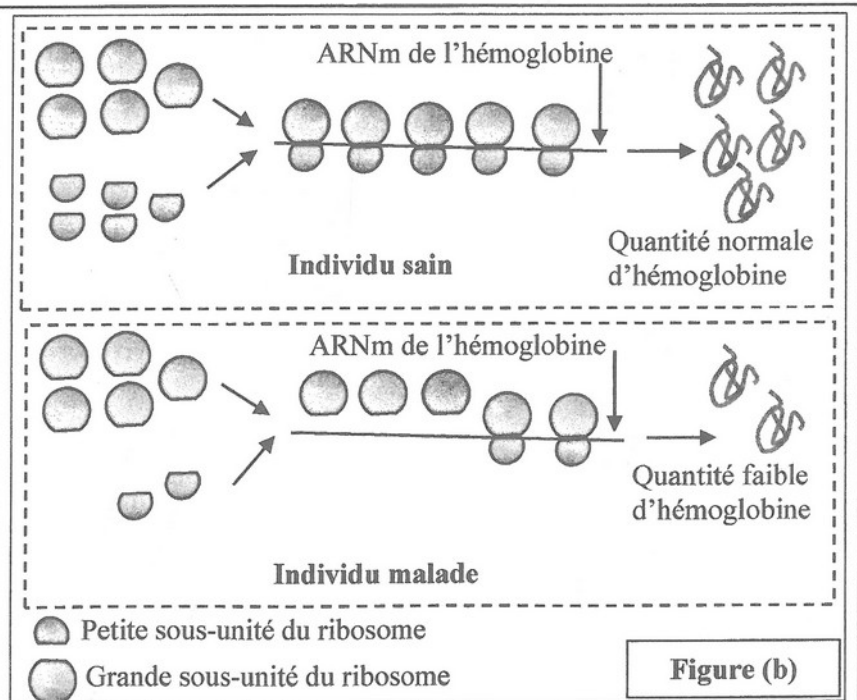 ARNm de l'hémoglobine
Quantité normale
d'hémoglobine
Individu sain
ARNm de l'hémoglobine
Quantité faible
d'hémoglobine
Individu malade
Petite sous-unité du ribosome
Grande sous-unité du ribosome
Figure (b)